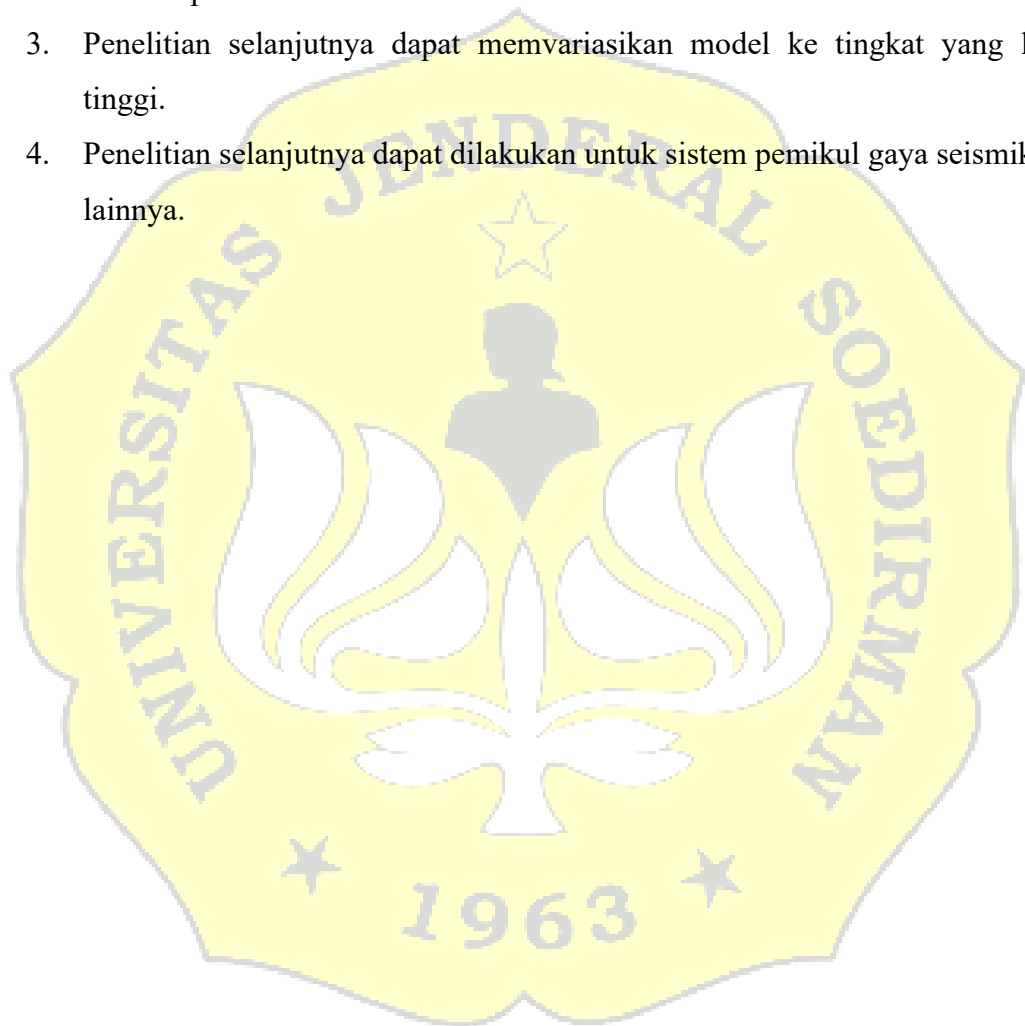 3. Penelitian selanjutnya dapat memvariasikan model ke tingkat yang
tinggi.
4. Penelitian selanjutnya dapat dilakukan untuk sistem pemikul gaya seismik
lainnya.
UNIVERSITAS JENDERAL SOEDIRMAN
1963